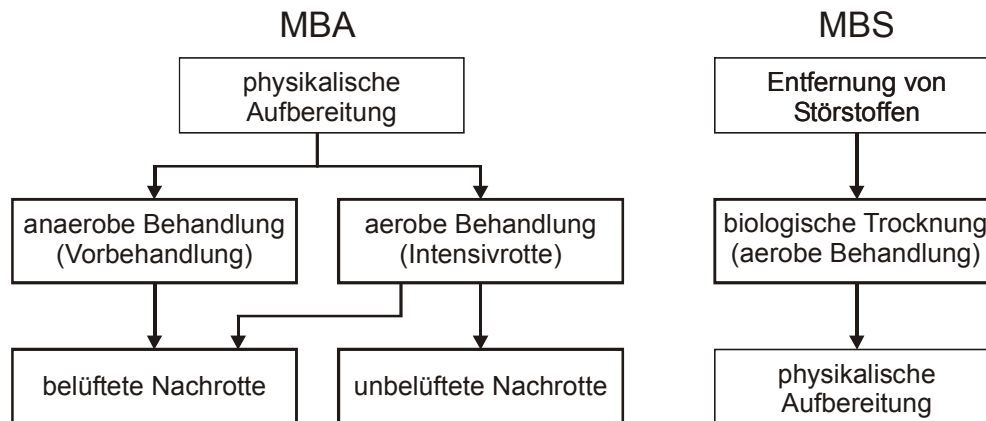 MBA
physikalische
Aufbereitung
anaerobe Behandlung
(Vorbehandlung)
aerobe Behandlung
(Intensivrotte)
belüftete Nachrotte
unbelüftete Nachrotte
MBS
Entfernung von
Störstoffen
biologische Trocknung
(aerobe Behandlung)
physikalische
Aufbereitung